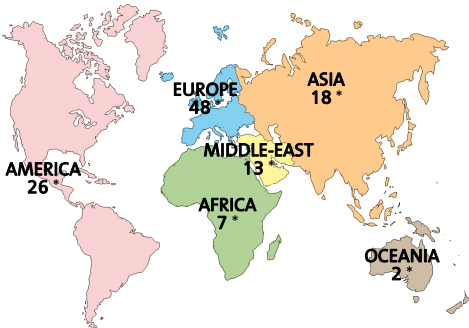 EUROPE
48 *
ASIA
18 *
MIDDLE-EAST
13 *
AMERICA
26 *
AFRICA
7 *
OCEANIA
2 *